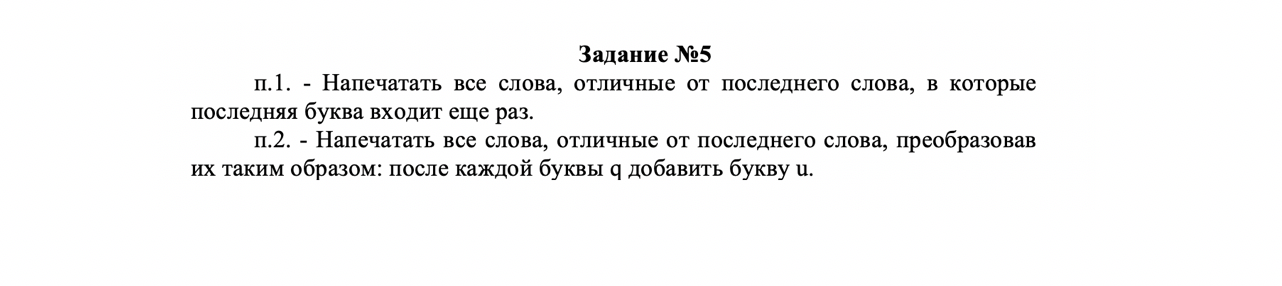 Задание №5
п.1. - Напечатать все слова, отличные от последнего слова, в которые
последняя буква входит еще раз.
п.2. - Напечатать все слова, отличные от последнего слова, преобразовав
их таким образом: после каждой буквы q добавить букву u.